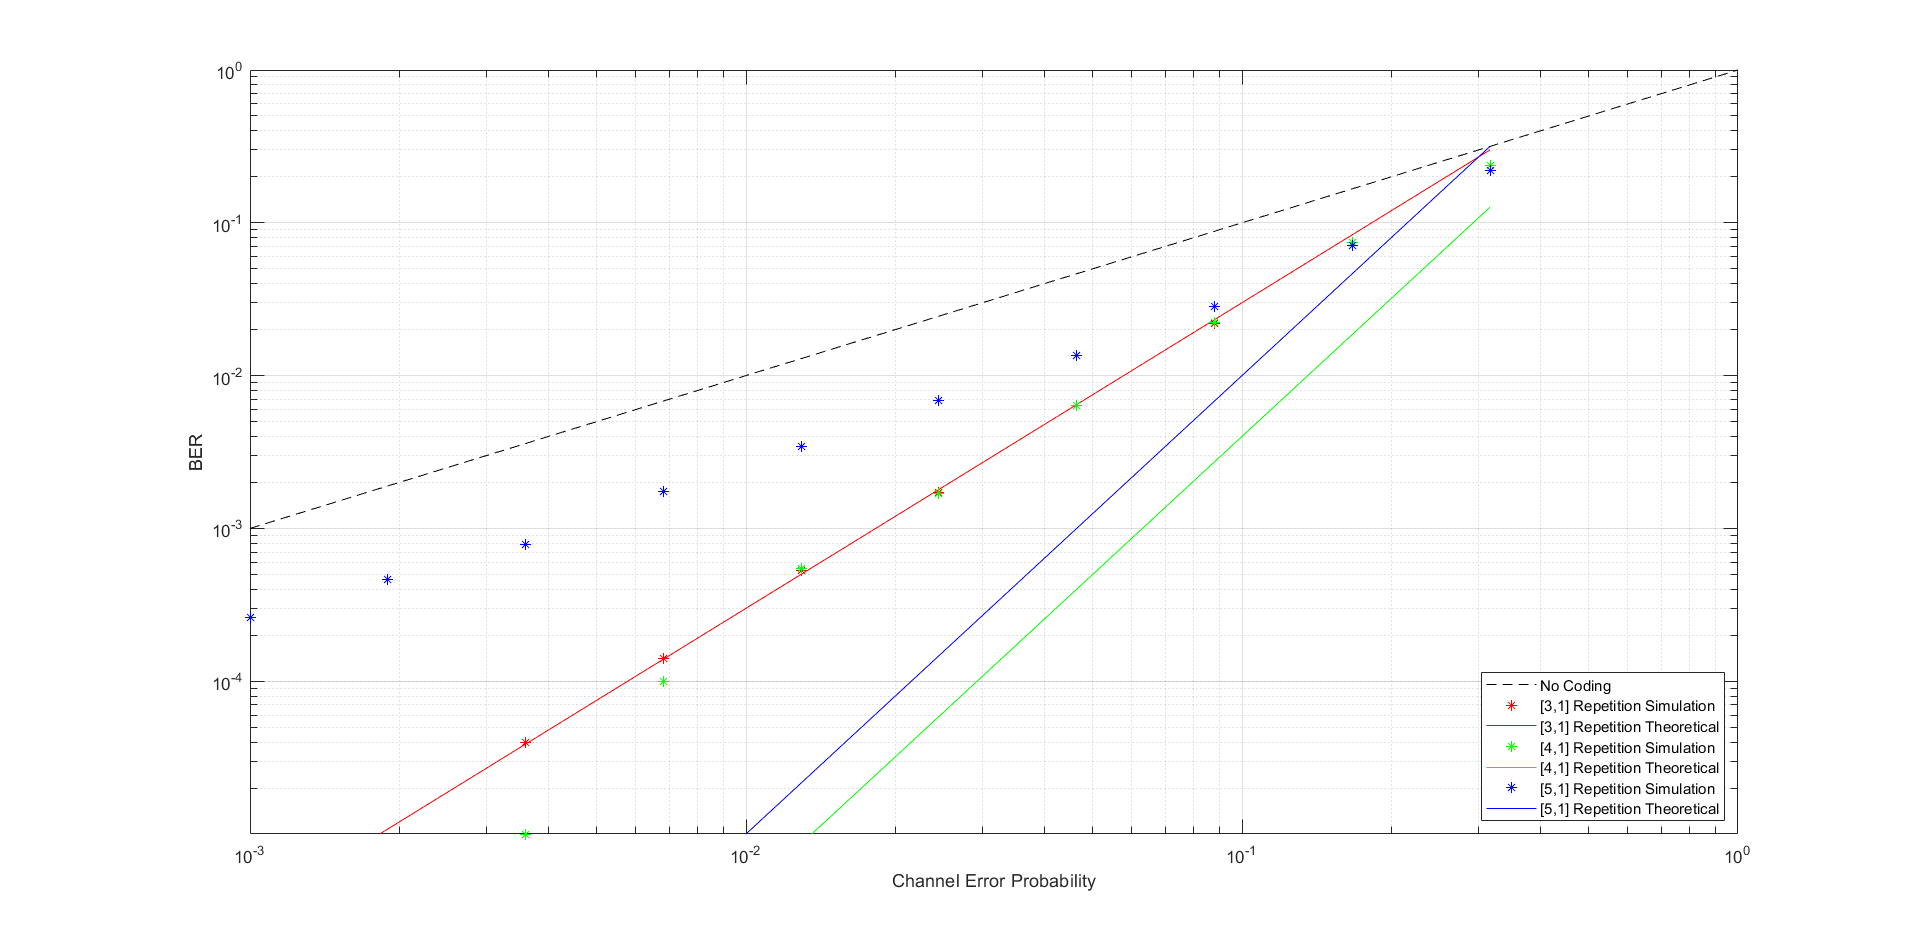 10^0
10^-1
10^-2
10^-3
10^-4
BER
10^-3
10^-2
10^-1
10^0
Channel Error Probability
No Coding
[3,1] Repetition Simulation
[3,1] Repetition Theoretical
[4,1] Repetition Simulation
[4,1] Repetition Theoretical
[5,1] Repetition Simulation
[5,1] Repetition Theoretical